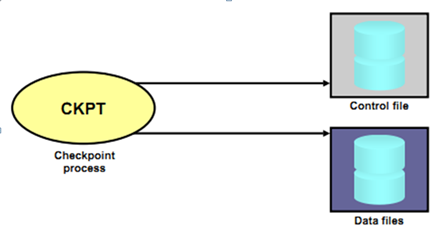 CKPT
Checkpoint
process
Control file
Data files